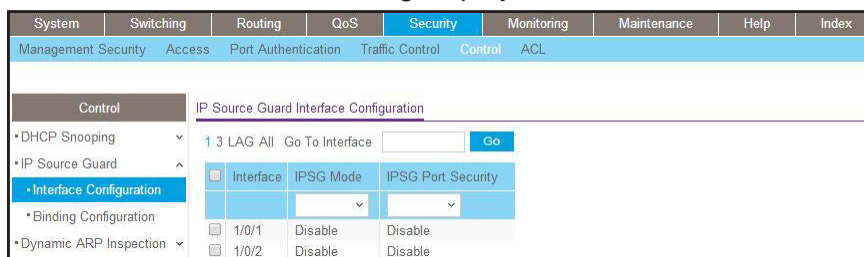 System Switching Routing QoS Security Monitoring Maintenance Help Index
Management Security Access Port Authentication Traffic Control Control ACL
Control
IP Source Guard Interface Configuration
DHCP Snooping
1 3 LAG All Go To Interface Go
IP Source Guard
Interface IPSG Mode IPSG Port Security
Interface Configuration
Binding Configuration
1/0/1 Disable Disable
Dynamic ARP Inspection
1/0/2 Disable Disable